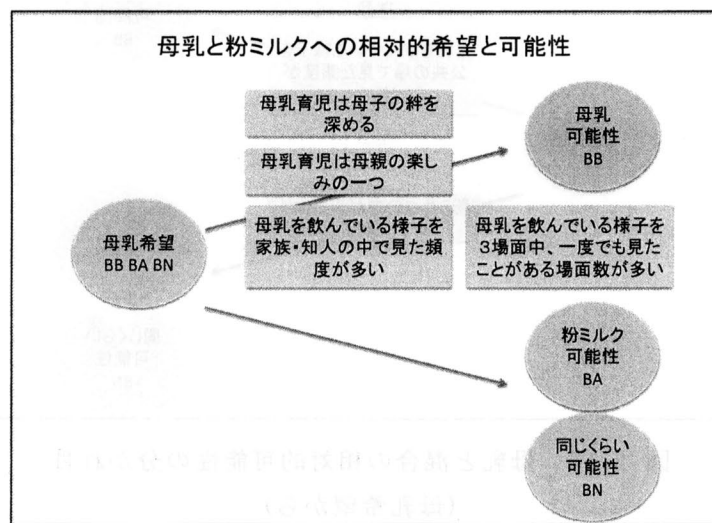 母乳と粉ミルクへの相対的希望と可能性
母乳育児は母子の絆を
深める
母乳育児は母親の楽し
みの一つ
母乳を飲んでいる様子を
家族・知人の中で見た頻
度が多い
母乳を飲んでいる様子を
3場面中、一度でも見た
ことがある場面数が多い
母乳希望
BB BA BN
母乳
可能性
BB
粉ミルク
可能性
BA
同じくらい
可能性
BN